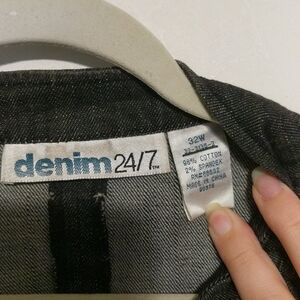 denim 24/7
32W
98% COTTON
2% SPANDEX
MADE IN CHINA